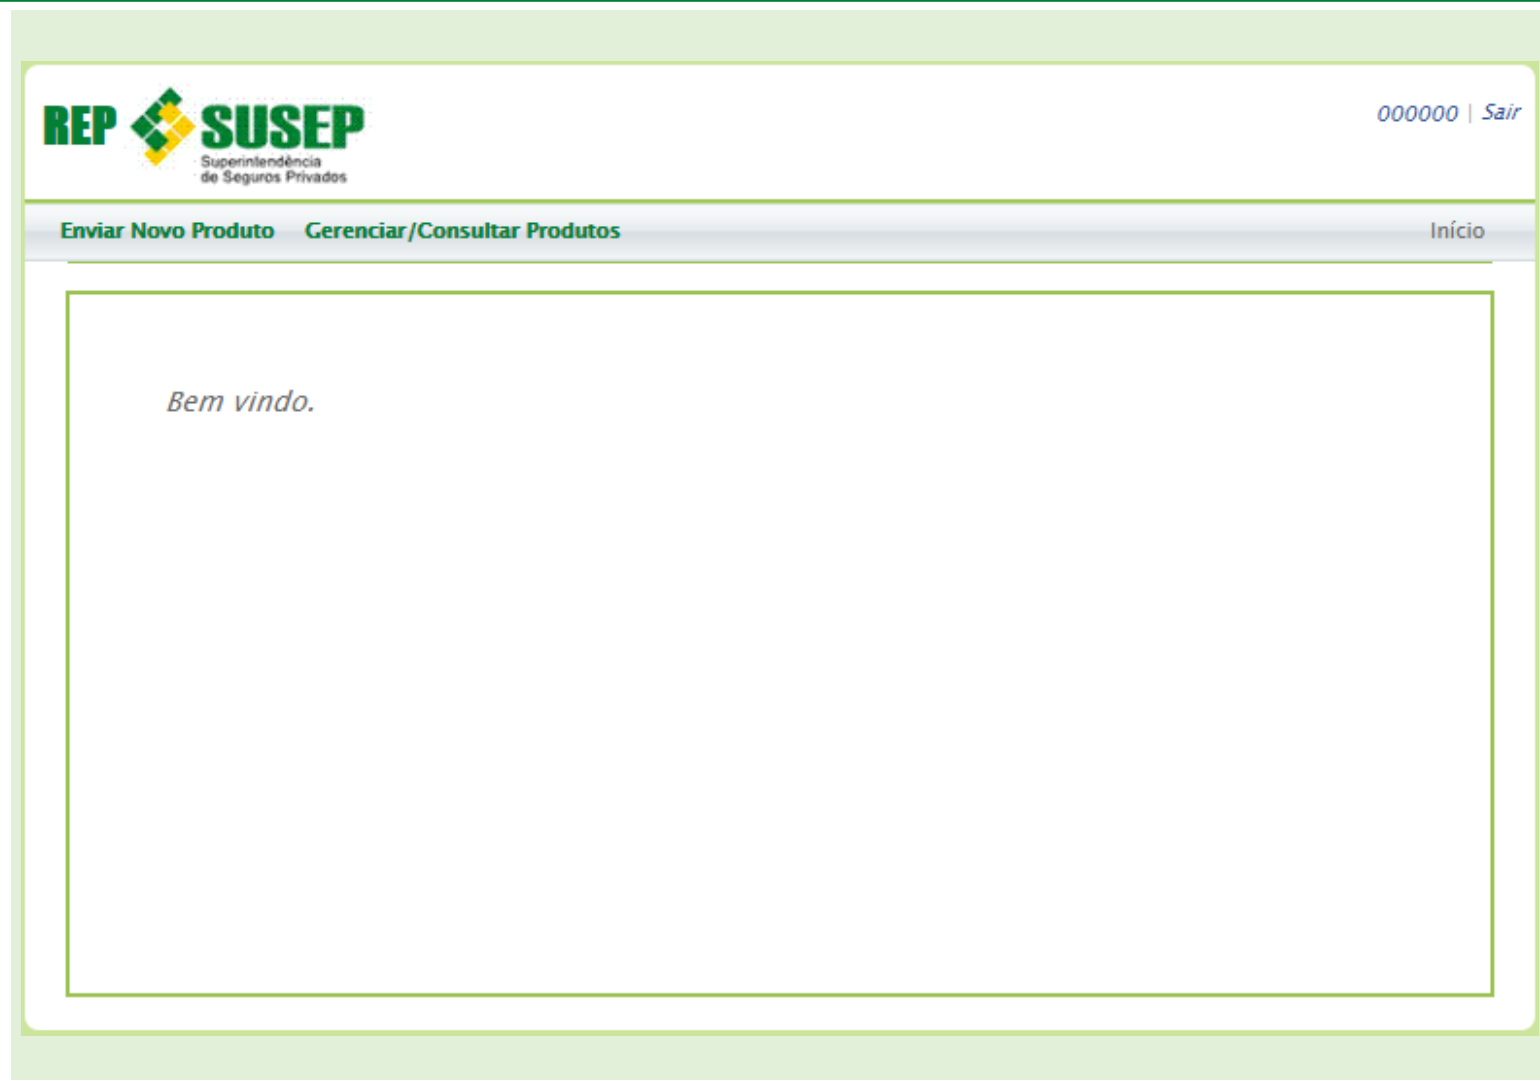 REP SUSEP
Superintendência
de Seguros Privados
000000 | Sair
Enviar Novo Produto Gerenciar/Consultar Produtos Início
Bem vindo.